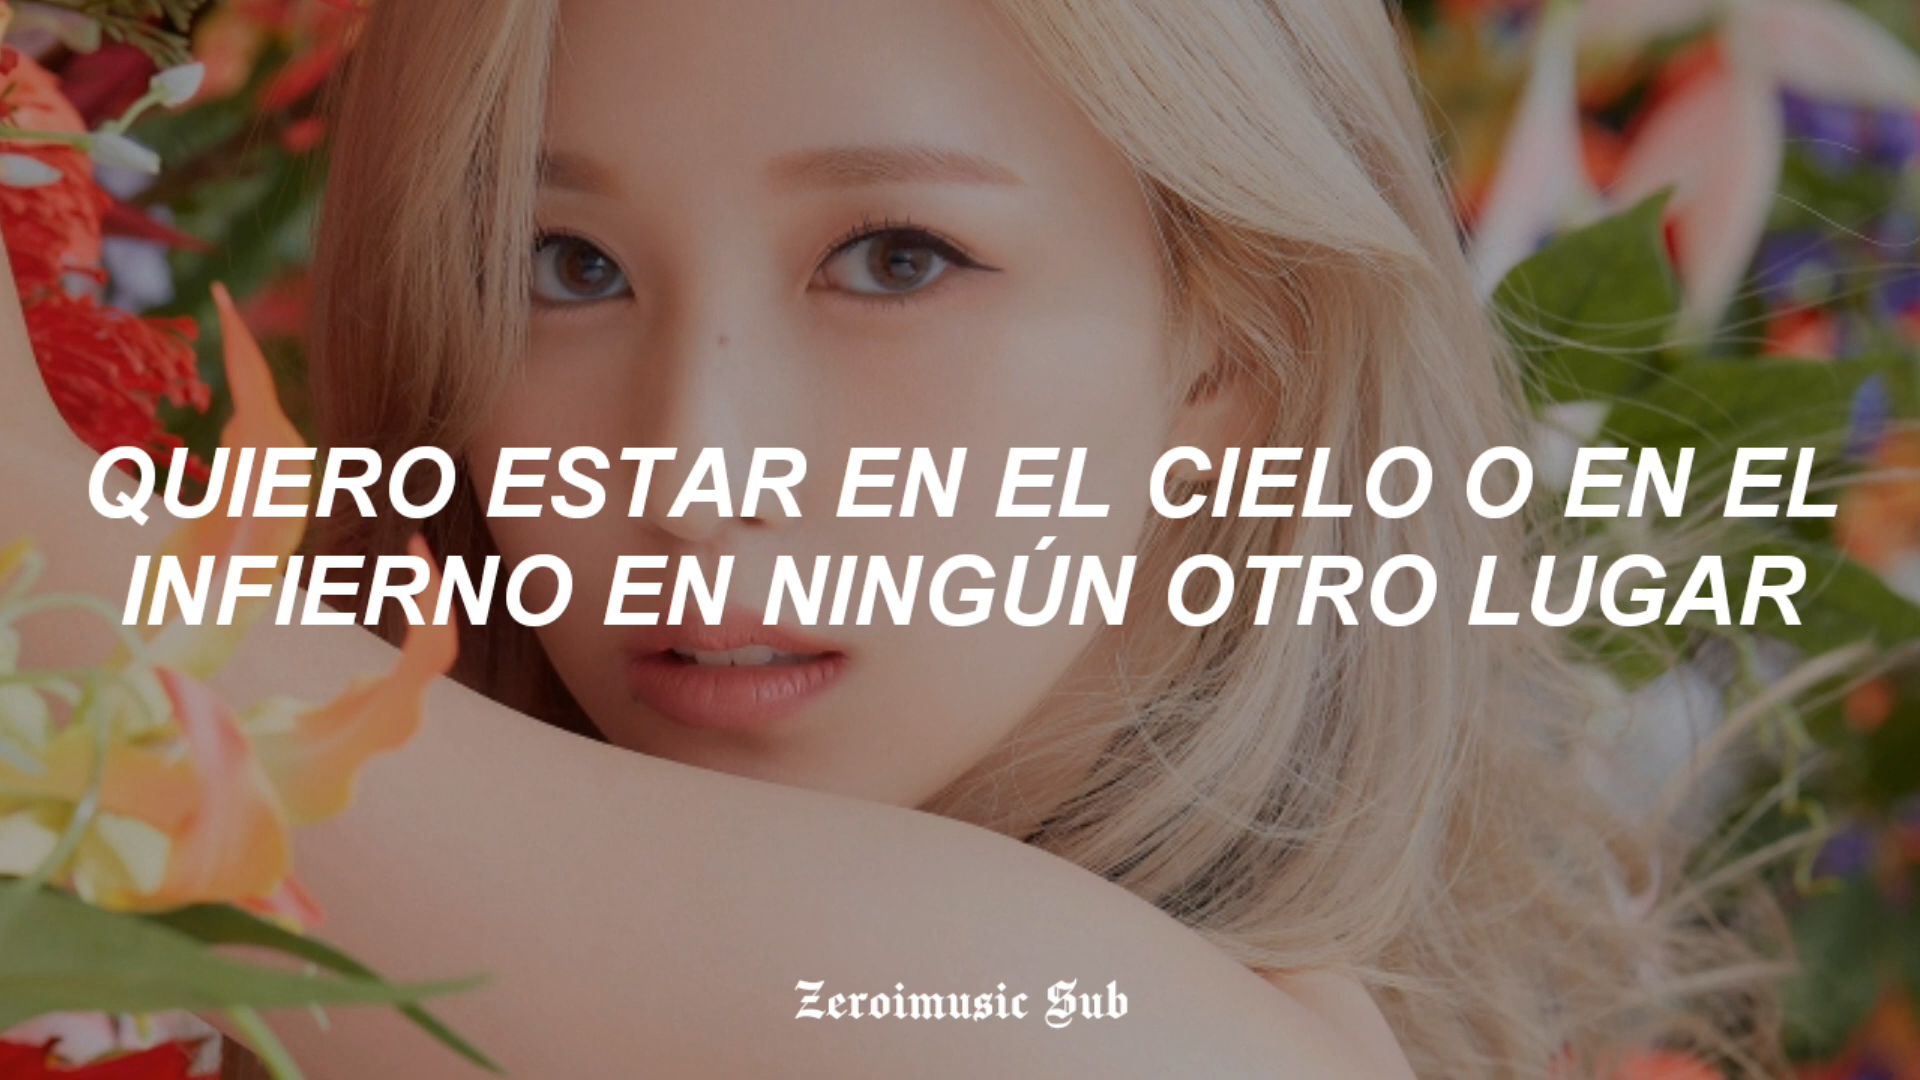 QUIERO ESTAR EN EL CIELO O EN EL
INFIERNO EN NINGÚN OTRO LUGAR
Zeroimusic Sub